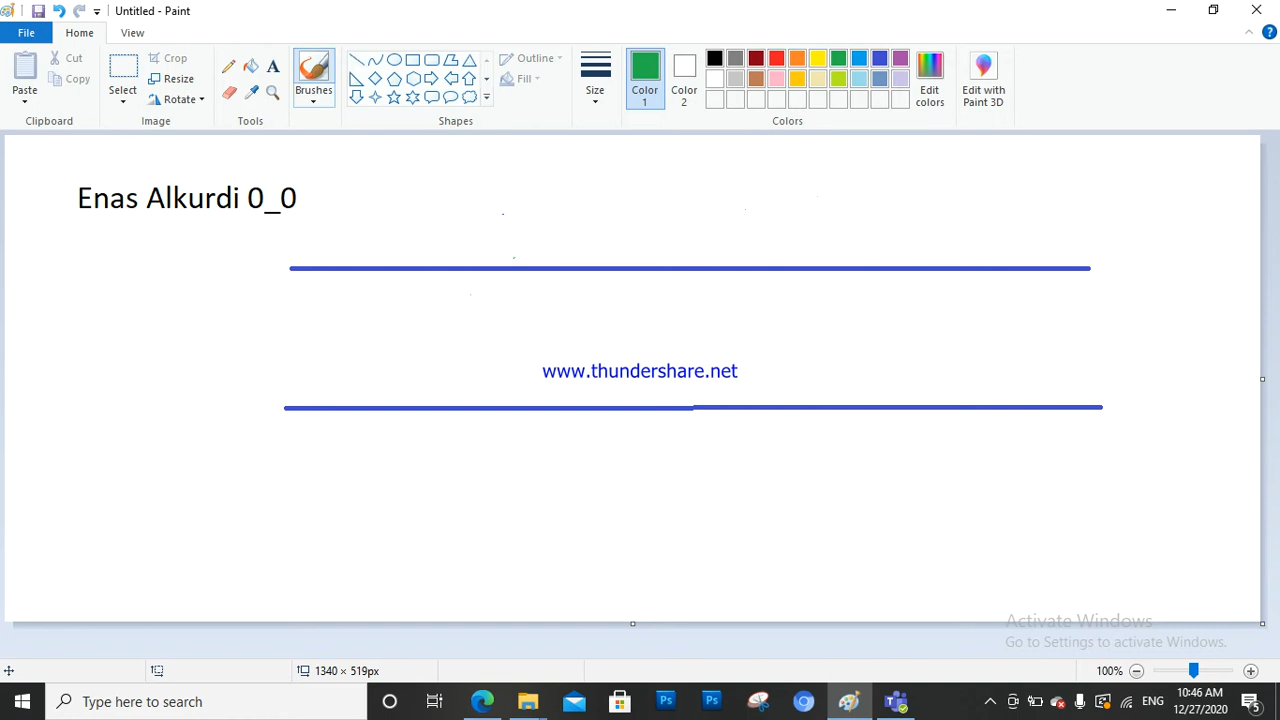 Untitled - Paint
File
Home
View
Paste
Cut
Copy
Clipboard
Select
Crop
Resize
Rotate
Image
A
Tools
Brushes
Shapes
Outline
Fill
Size
Color 1
Color 2
Edit colors
Colors
Edit with Paint 3D
Enas Alkurdi 0_0
www.thundershare.net
Activate Windows
Go to Settings to activate Windows.
1340 × 519px
100%
Type here to search
Ps
Ps
ENG
10:46 AM
12/27/2020
5